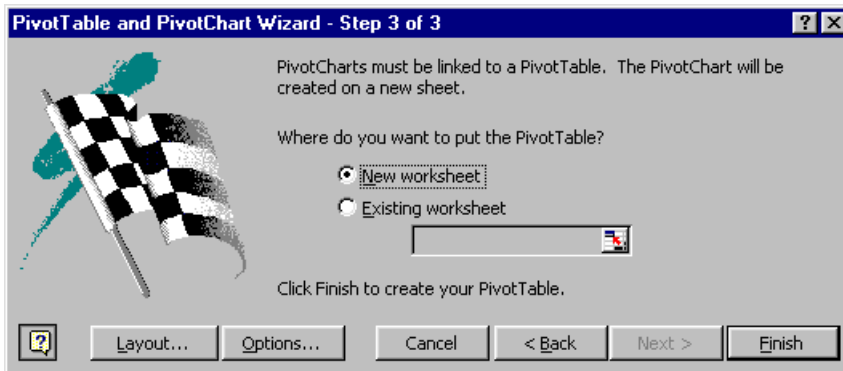 PivotTable and PivotChart Wizard - Step 3 of 3
PivotCharts must be linked to a PivotTable. The PivotChart will be
created on a new sheet.
Where do you want to put the PivotTable?
New worksheet
Existing worksheet
Click Finish to create your PivotTable.
Layout... Options... Cancel < Back Next > Finish